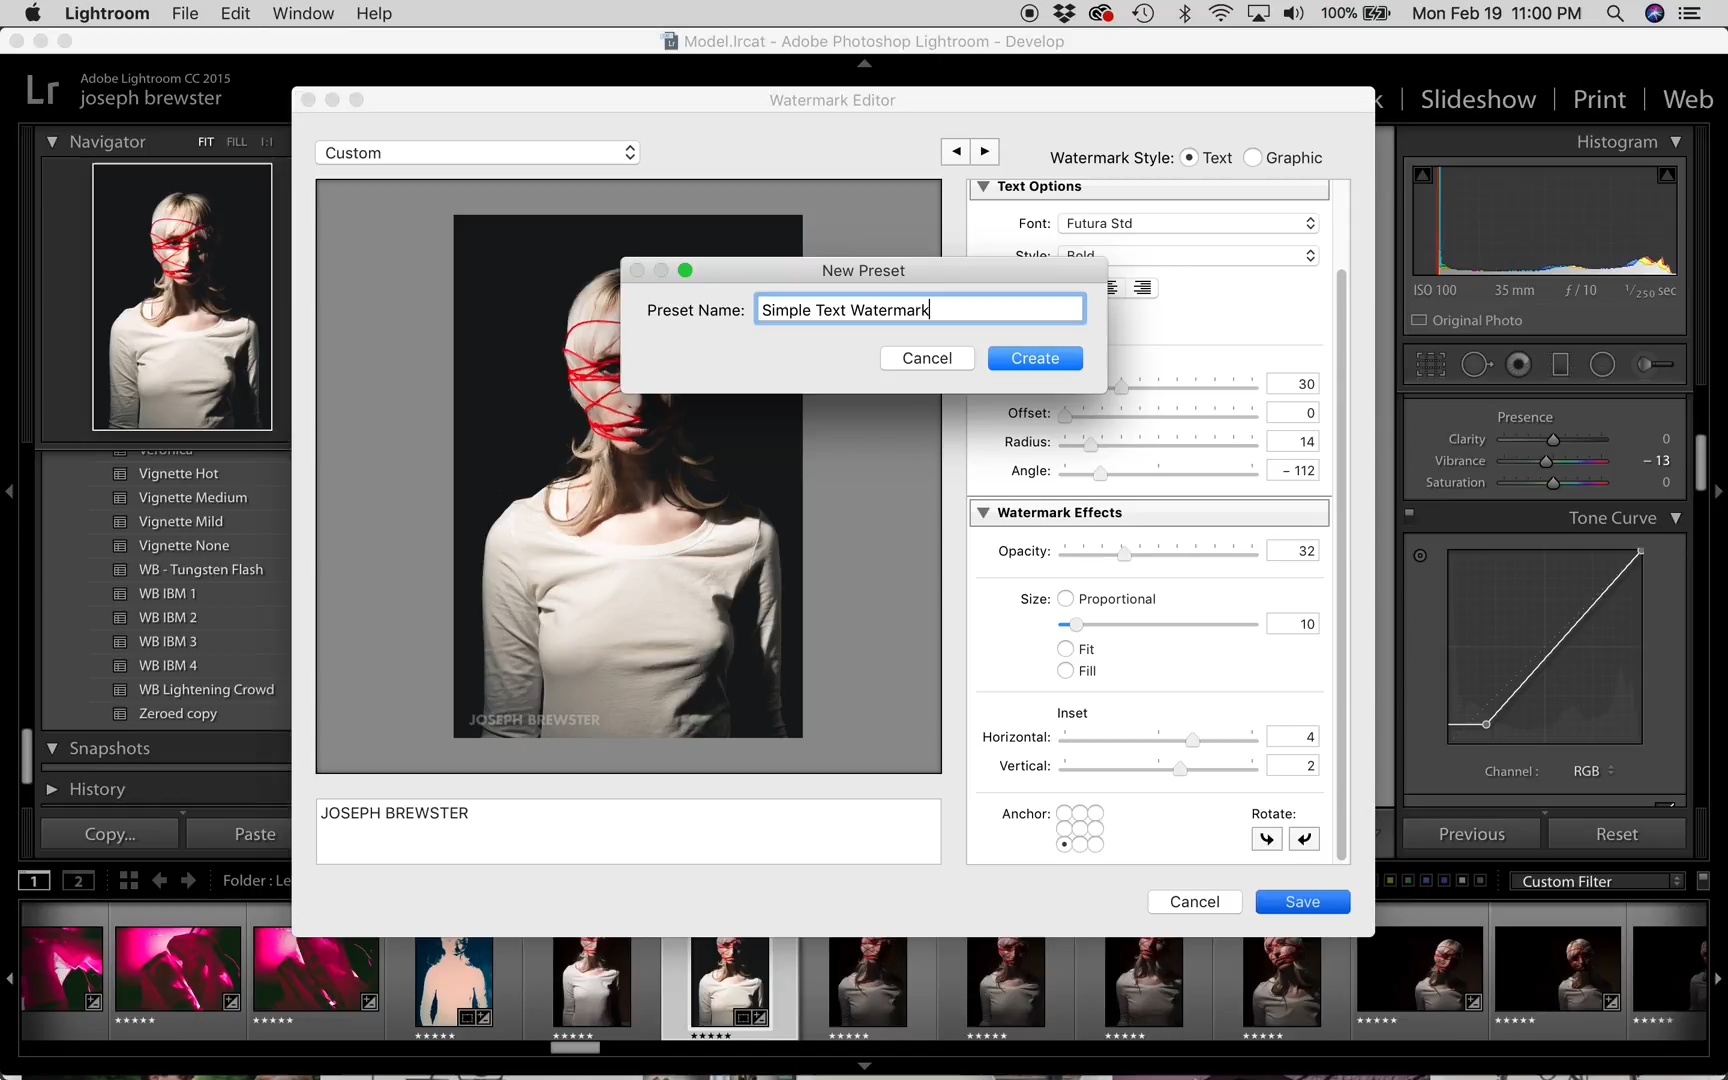 Lightroom File Edit Window Help 100% Mon Feb 19 11:00 PM
Model.lrcat - Adobe Photoshop Lightroom - Develop
Lr Adobe Lightroom CC 2015
joseph brewster
Slideshow | Print | Web
Watermark Editor
Custom
Watermark Style: Text Graphic
Navigator FIT FILL 1:1
Vignette Hot
Vignette Medium
Vignette Mild
Vignette None
WB - Tungsten Flash
WB IBM 1
WB IBM 2
WB IBM 3
WB IBM 4
WB Lightening Crowd
Zeroed copy
Snapshots
History
Copy... Paste
JOSEPH BREWSTER
JOSEPH BREWSTER
New Preset
Preset Name: Simple Text Watermark
Cancel Create
Text Options
Font: Futura Std
Style: Bold
30
Offset: 0
Radius: 14
Angle: - 112
Watermark Effects
Opacity: 32
Size: Proportional
10
Fit
Fill
Inset
Horizontal: 4
Vertical: 2
Anchor: Rotate:
Cancel Save
Histogram
ISO 100 35 mm f / 10 1/250 sec
Original Photo
Presence
Clarity 0
Vibrance - 13
Saturation 0
Tone Curve
Channel : RGB
Previous Reset
1 2 Folder : Le
Custom Filter